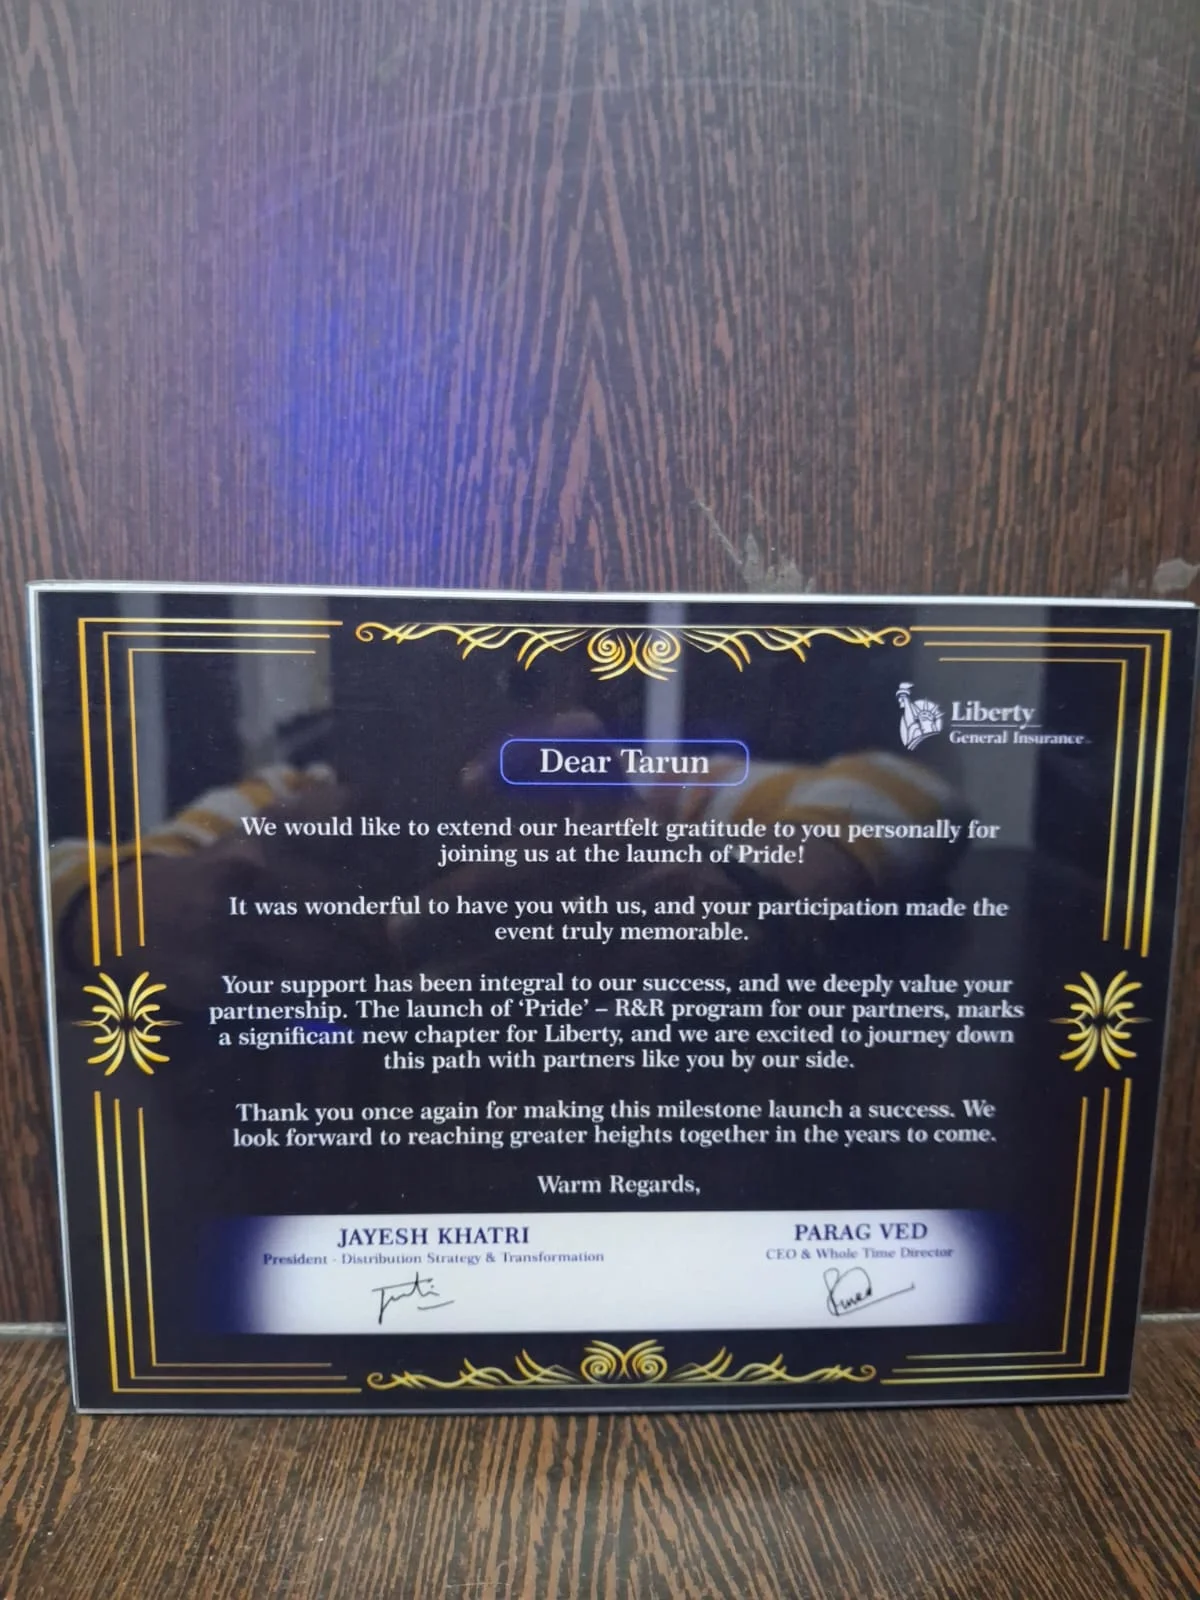 Liberty
General Insurance
Dear Tarun
We would like to extend our heartfelt gratitude to you personally for
joining us at the launch of Pride!
It was wonderful to have you with us, and your participation made the
event truly memorable.
Your support has been integral to our success, and we deeply value your
partnership. The launch of ‘Pride’ – R&R program for our partners, marks
a significant new chapter for Liberty, and we are excited to journey down
this path with partners like you by our side.
Thank you once again for making this milestone launch a success. We
look forward to reaching greater heights together in the years to come.
Warm Regards,
JAYESH KHATRI
President - Distribution Strategy & Transformation
PARAG VED
CEO & Whole Time Director